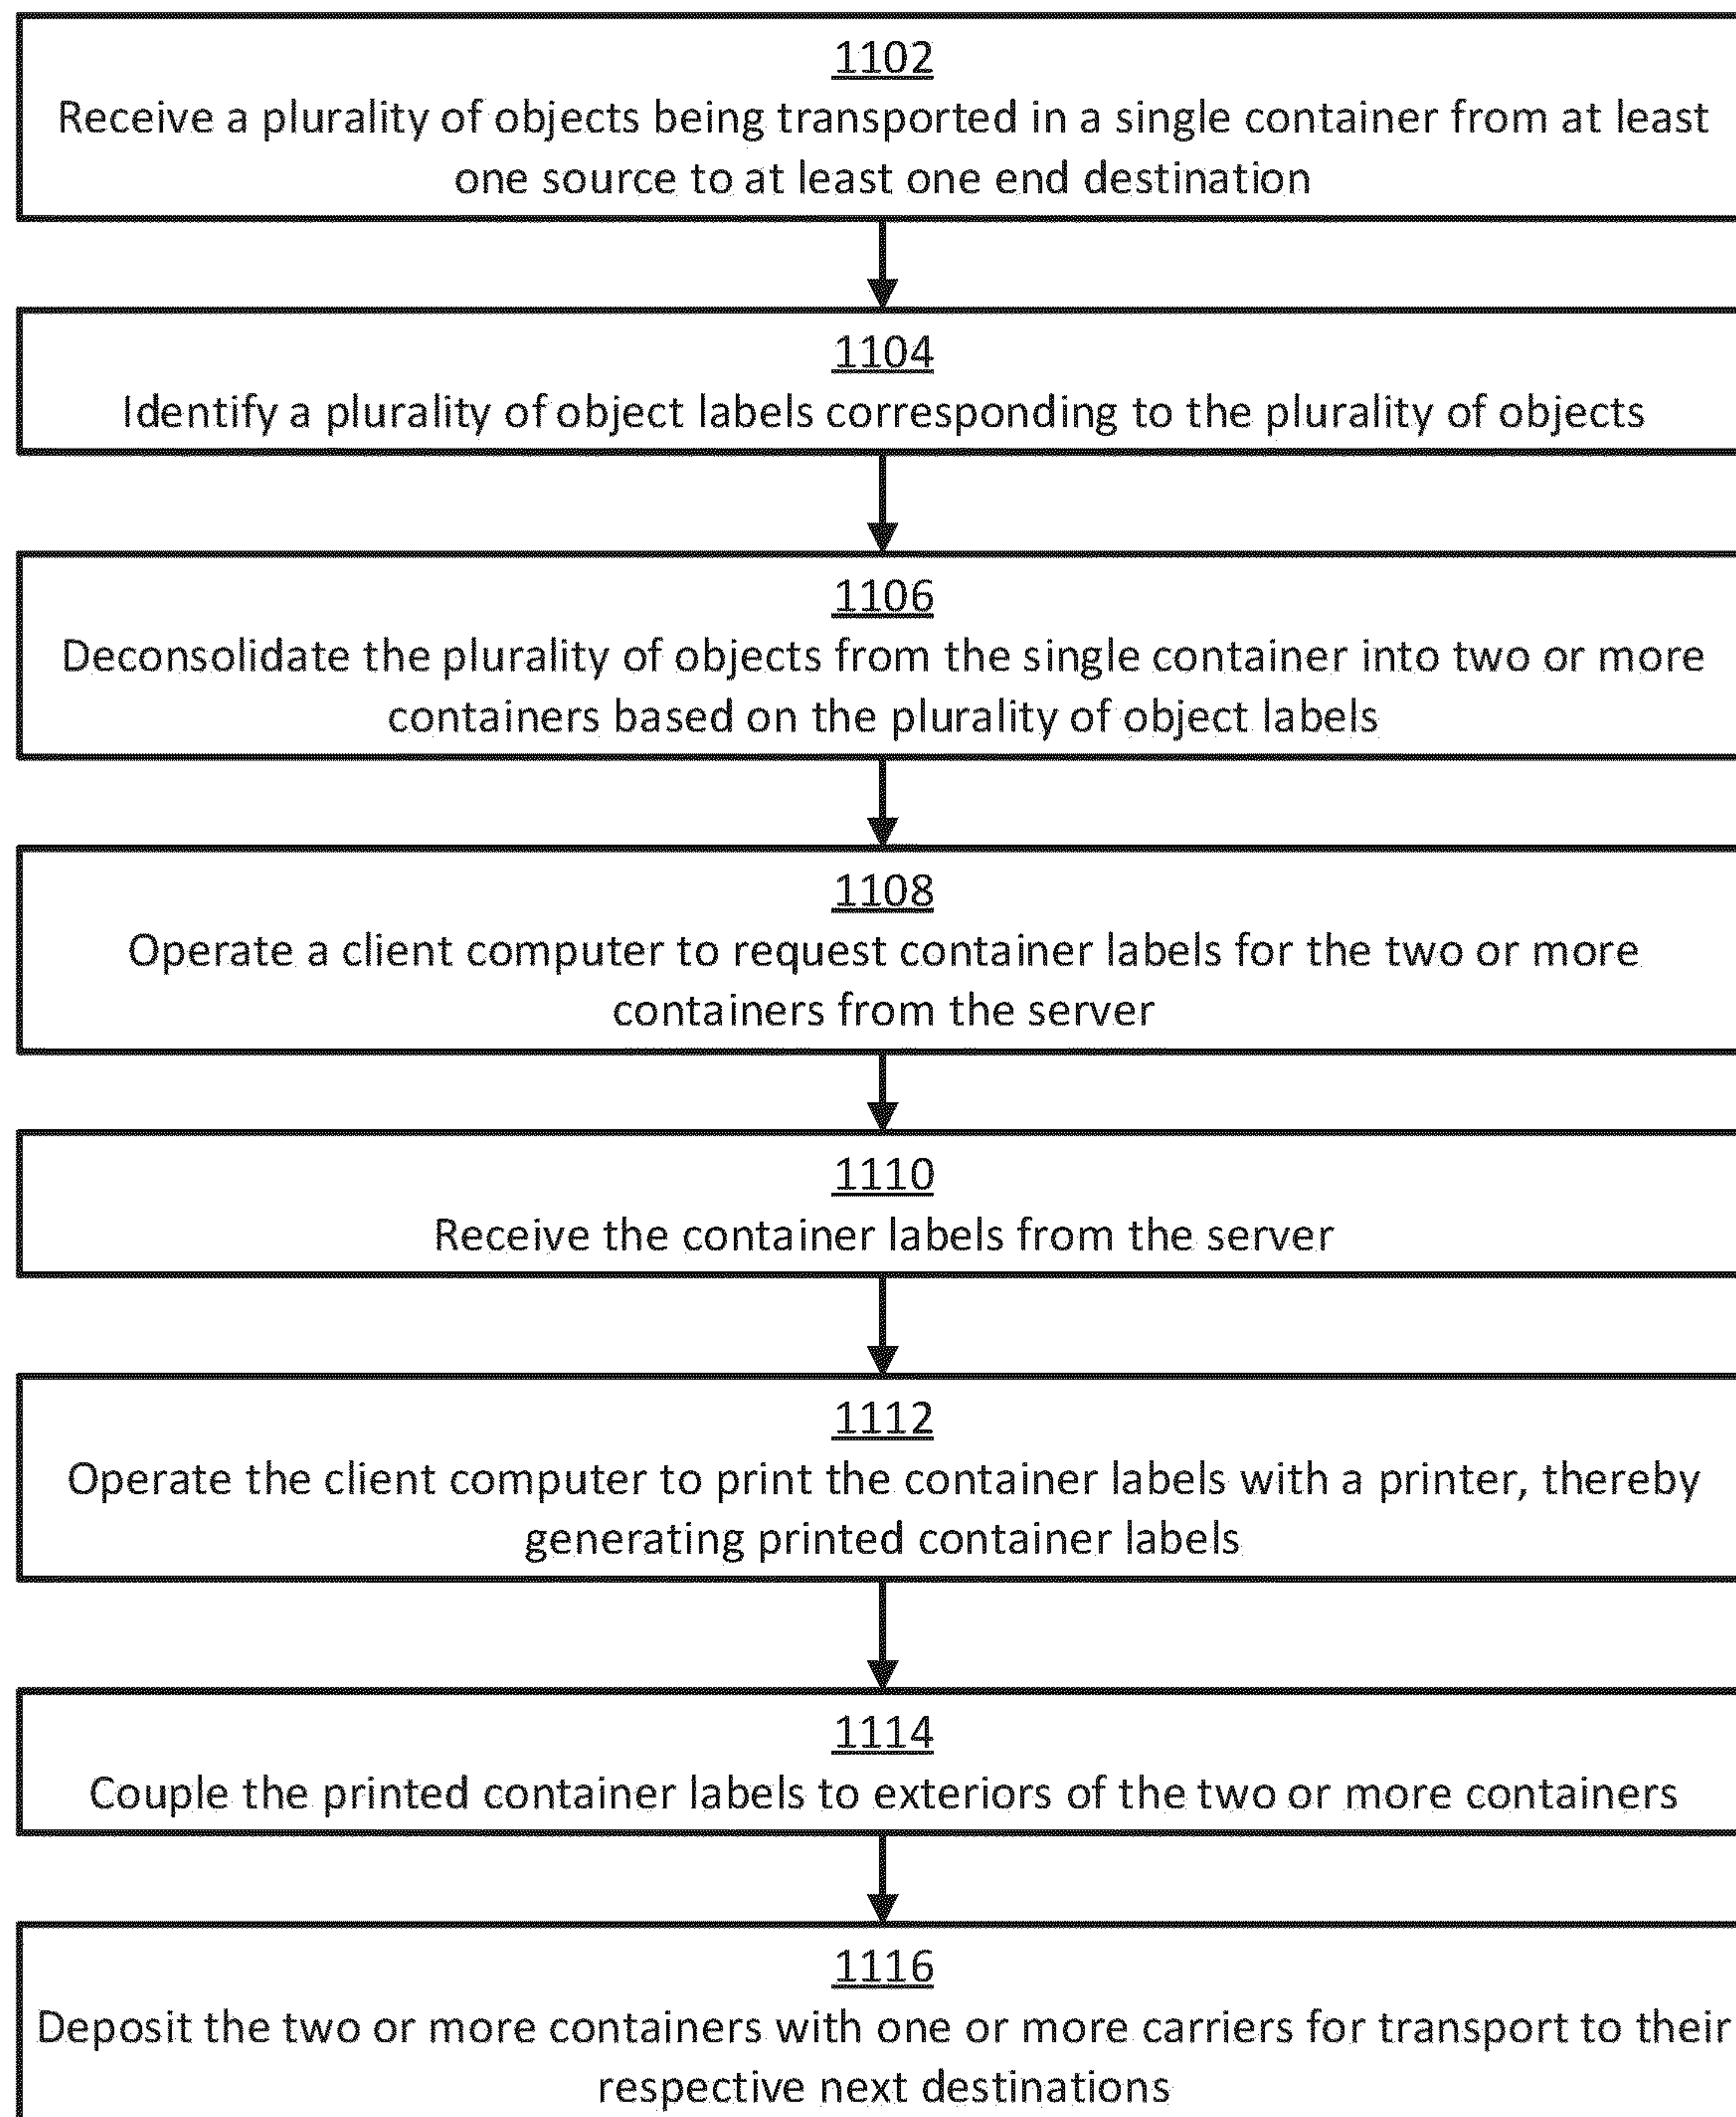 1102
Receive a plurality of objects being transported in a single container from at least
one source to at least one end destination
1104
Identify a plurality of object labels corresponding to the plurality of objects
1106
Deconsolidate the plurality of objects from the single container into two or more
containers based on the plurality of object labels
1108
Operate a client computer to request container labels for the two or more
containers from the server
1110
Receive the container labels from the server
1112
Operate the client computer to print the container labels with a printer, thereby
generating printed container labels
1114
Couple the printed container labels to exteriors of the two or more containers
1116
Deposit the two or more containers with one or more carriers for transport to their
respective next destinations